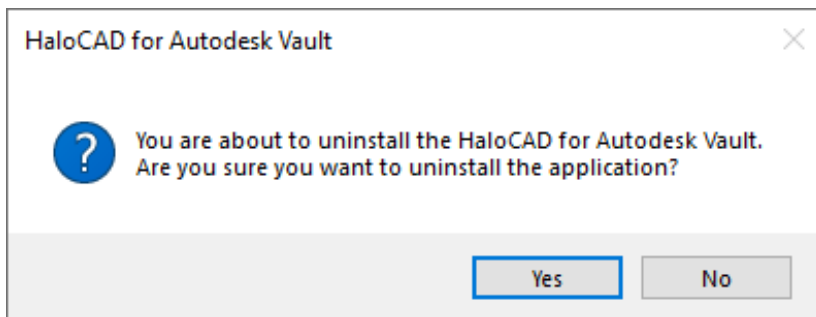 HaloCAD for Autodesk Vault
You are about to uninstall the HaloCAD for Autodesk Vault.
Are you sure you want to uninstall the application?
Yes
No